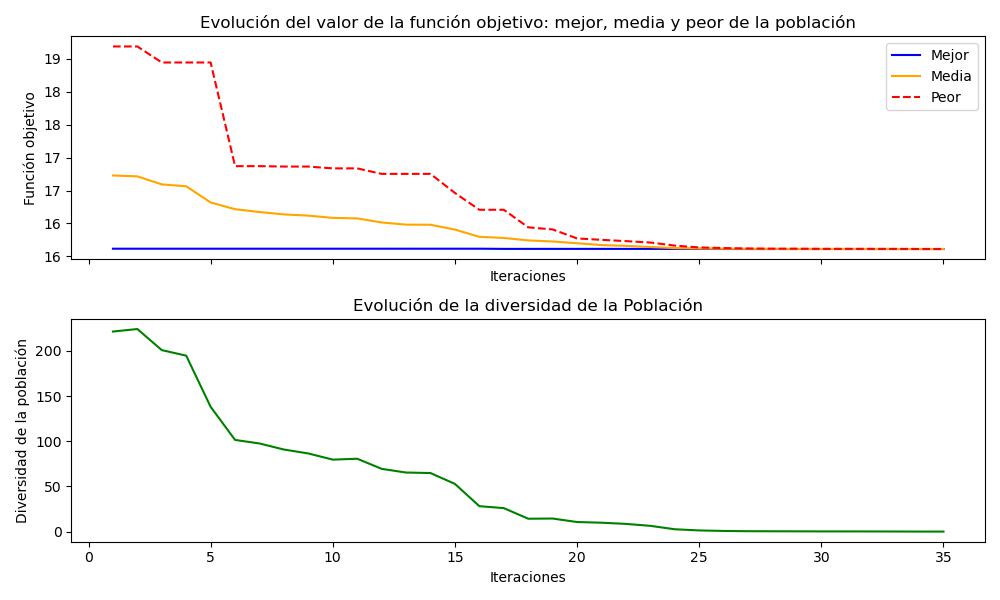 Evolución del valor de la función objetivo: mejor, media y peor de la población
Función objetivo
19
18
18
17
17
16
16
Mejor
Media
Peor
Iteraciones
Evolución de la diversidad de la Población
Diversidad de la población
200
150
100
50
0
0 5 10 15 20 25 30 35
Iteraciones